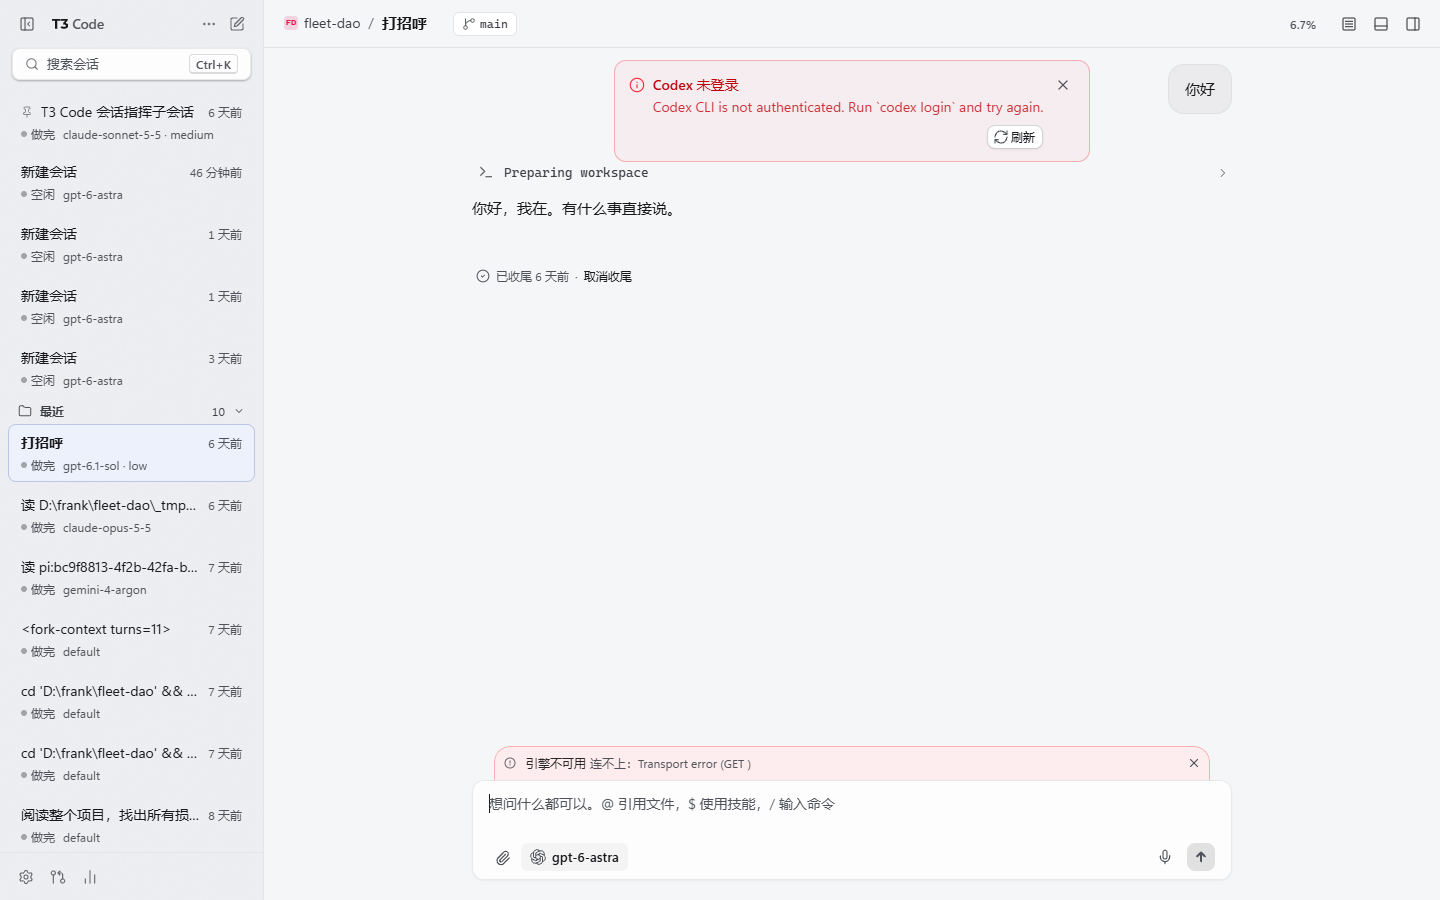 T3 Code
搜索会话 Ctrl+K
T3 Code 会话指挥子会话 6 天前
做完 claude-sonnet-5-5 · medium
新建会话 46 分钟前
空闲 gpt-6-astra
新建会话 1 天前
空闲 gpt-6-astra
新建会话 1 天前
空闲 gpt-6-astra
新建会话 3 天前
空闲 gpt-6-astra
最近 10
打招呼 6 天前
做完 gpt-6.1-sol · low
读 D:\frank\fleet-dao\_tmp... 6 天前
做完 claude-opus-5-5
读 pi:bc9f8813-4f2b-42fa-b... 7 天前
做完 gemini-4-argon
<fork-context turns=11> 7 天前
做完 default
cd 'D:\frank\fleet-dao' && ... 7 天前
做完 default
cd 'D:\frank\fleet-dao' && ... 7 天前
做完 default
阅读整个项目，找出所有损... 8 天前
做完 default
FD fleet-dao / 打招呼 main
6.7%
Codex 未登录
Codex CLI is not authenticated. Run `codex login` and try again.
刷新
你好
Preparing workspace
你好，我在。有什么事直接说。
已收尾 6 天前 · 取消收尾
引擎不可用 连不上：Transport error (GET )
想问什么都可以。@ 引用文件，$ 使用技能，/ 输入命令
gpt-6-astra